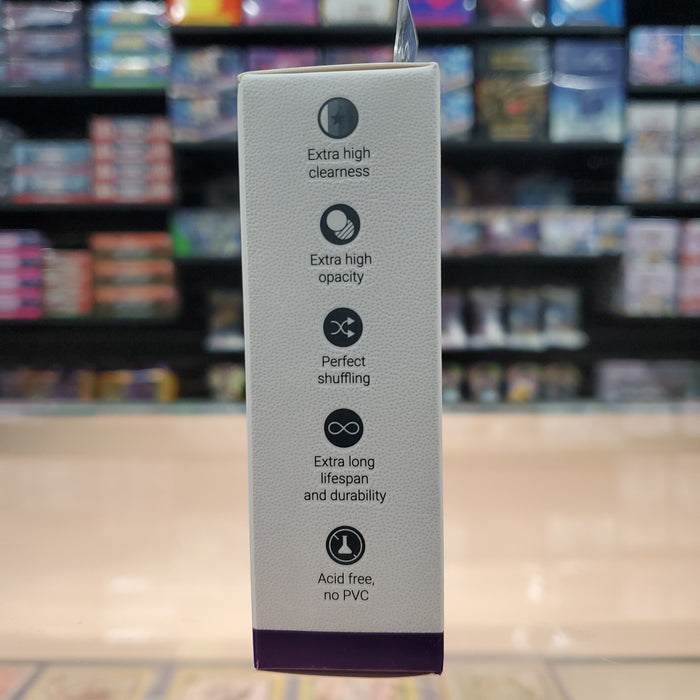 Extra high
clearness
Extra high
opacity
Perfect
shuffling
Extra long
lifespan
and durability
Acid free,
no PVC